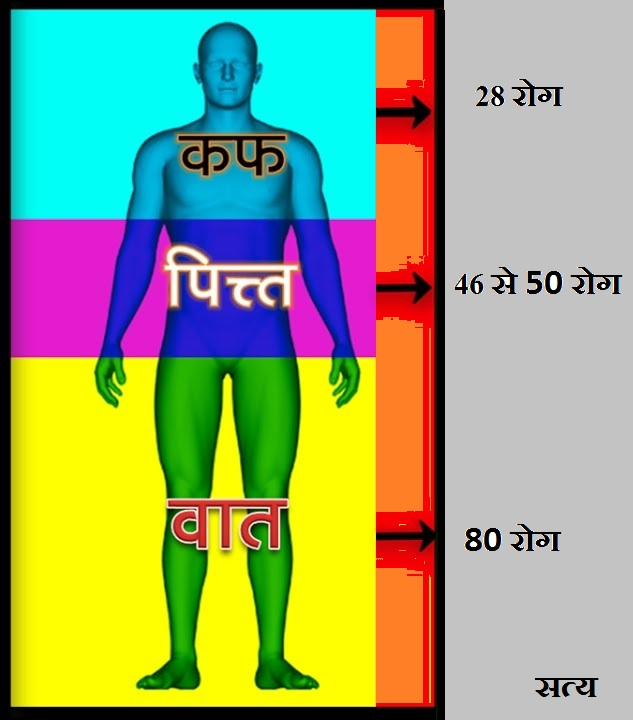 कफ
28 रोग
पित्त्त
46 से 50 रोग
वात
80 रोग
सत्य